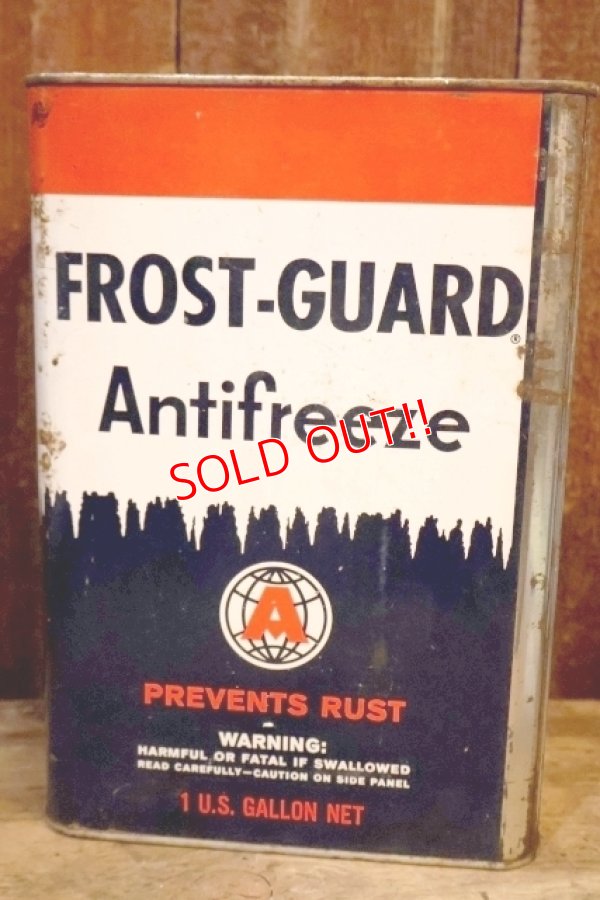 FROST-GUARD®
Antifreeze
SOLD OUT!!
A
PREVENTS RUST
WARNING:
HARMFUL OR FATAL IF SWALLOWED
READ CAREFULLY—CAUTION ON SIDE PANEL
1 U.S. GALLON NET